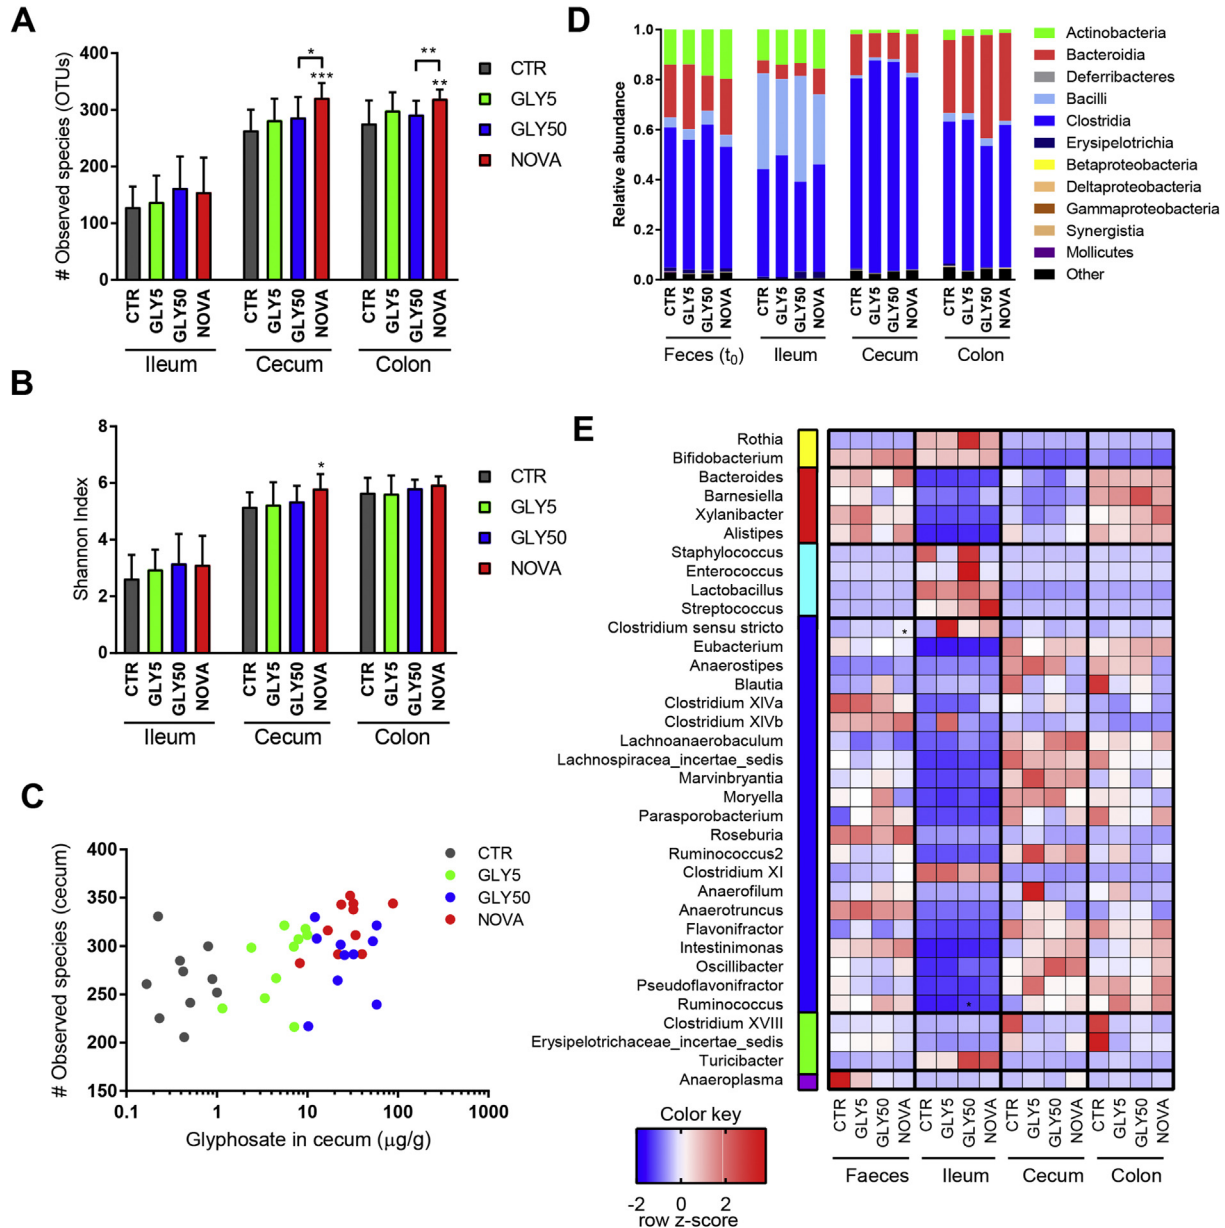 A
# Observed species (OTUs)
400
300
200
100
0
*
***
**
**
CTR
GLY5
GLY50
NOVA
CTR
GLY5
GLY50
NOVA
CTR
GLY5
GLY50
NOVA
CTR
GLY5
GLY50
NOVA
Ileum
Cecum
Colon
B
Shannon Index
8
6
4
2
0
*
CTR
GLY5
GLY50
NOVA
CTR
GLY5
GLY50
NOVA
CTR
GLY5
GLY50
NOVA
CTR
GLY5
GLY50
NOVA
Ileum
Cecum
Colon
C
# Observed species (cecum)
400
350
300
250
200
150
0.1
1
10
100
1000
Glyphosate in cecum (µg/g)
CTR
GLY5
GLY50
NOVA
D
Relative abundance
1.0
0.8
0.6
0.4
0.2
0.0
CTR
GLY5
GLY50
NOVA
CTR
GLY5
GLY50
NOVA
CTR
GLY5
GLY50
NOVA
CTR
GLY5
GLY50
NOVA
Feces (t0)
Ileum
Cecum
Colon
Actinobacteria
Bacteroidia
Deferribacteres
Bacilli
Clostridia
Erysipelotrichia
Betaproteobacteria
Deltaproteobacteria
Gammaproteobacteria
Synergistia
Mollicutes
Other
E
Rothia
Bifidobacterium
Bacteroides
Barnesiella
Xylanibacter
Alistipes
Staphylococcus
Enterococcus
Lactobacillus
Streptococcus
Clostridium sensu stricto
*
Eubacterium
Anaerostipes
Blautia
Clostridium XIVa
Clostridium XIVb
Lachnoanaerobaculum
Lachnospiracea_incertae_sedis
Marvinbryantia
Moryella
Parasporobacterium
Roseburia
Ruminococcus2
Clostridium XI
Anaerofilum
Anaerotruncus
Flavonifractor
Intestinimonas
Oscillibacter
Pseudoflavonifractor
Ruminococcus
*
Clostridium XVIII
Erysipelotrichaceae_incertae_sedis
Turicibacter
Anaeroplasma
CTR
GLY5
GLY50
NOVA
CTR
GLY5
GLY50
NOVA
CTR
GLY5
GLY50
NOVA
CTR
GLY5
GLY50
NOVA
Faeces
Ileum
Cecum
Colon
Color key
-2 0 2
row z-score